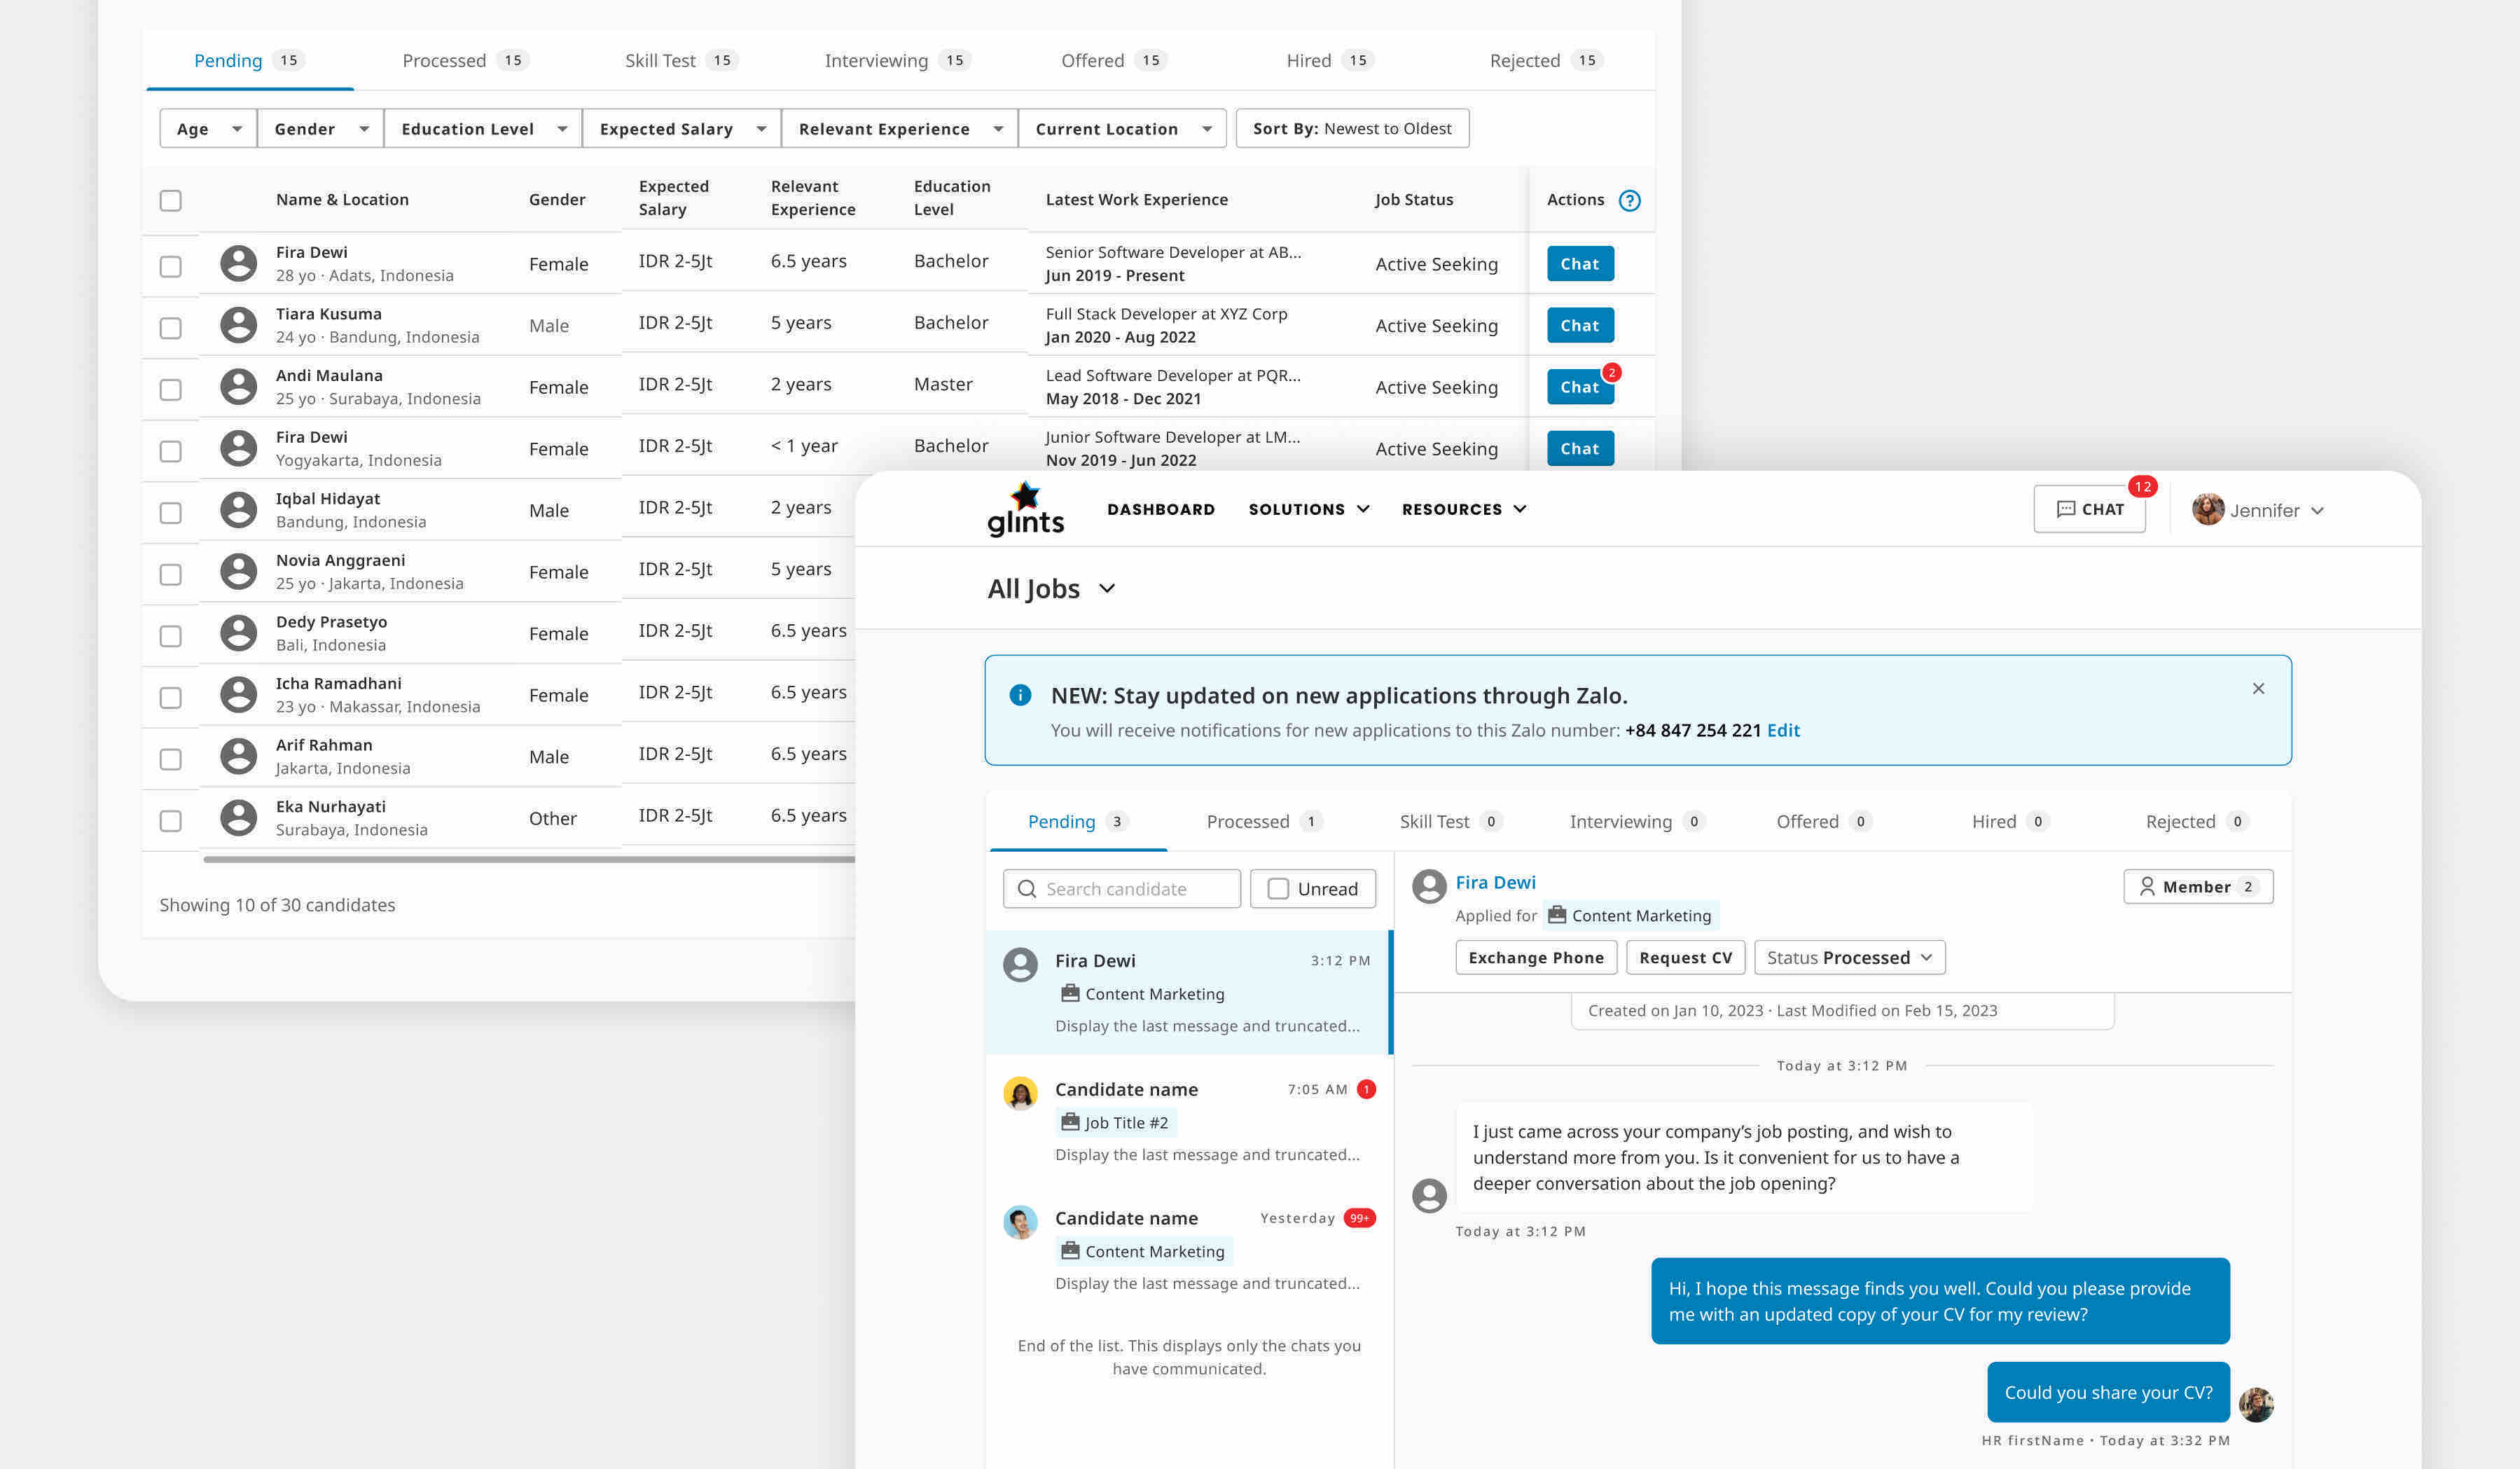 Pending 15 Processed 15 Skill Test 15 Interviewing 15 Offered 15 Hired 15 Rejected 15
Age Gender Education Level Expected Salary Relevant Experience Current Location Sort By: Newest to Oldest
Name & Location Gender Expected Salary Relevant Experience Education Level Latest Work Experience Job Status Actions ?
Fira Dewi
28 yo · Adats, Indonesia
Female IDR 2-5Jt 6.5 years Bachelor
Senior Software Developer at AB...
Jun 2019 - Present
Active Seeking Chat
Tiara Kusuma
24 yo · Bandung, Indonesia
Male IDR 2-5Jt 5 years Bachelor
Full Stack Developer at XYZ Corp
Jan 2020 - Aug 2022
Active Seeking Chat
Andi Maulana
25 yo · Surabaya, Indonesia
Female IDR 2-5Jt 2 years Master
Lead Software Developer at PQR...
May 2018 - Dec 2021
Active Seeking Chat 2
Fira Dewi
Yogyakarta, Indonesia
Female IDR 2-5Jt < 1 year Bachelor
Junior Software Developer at LM...
Nov 2019 - Jun 2022
Active Seeking Chat
Iqbal Hidayat
Bandung, Indonesia
Male IDR 2-5Jt 2 years
Novia Anggraeni
25 yo · Jakarta, Indonesia
Female IDR 2-5Jt 5 years
Dedy Prasetyo
Bali, Indonesia
Female IDR 2-5Jt 6.5 years
Icha Ramadhani
23 yo · Makassar, Indonesia
Female IDR 2-5Jt 6.5 years
Arif Rahman
Jakarta, Indonesia
Male IDR 2-5Jt 6.5 years
Eka Nurhayati
Surabaya, Indonesia
Other IDR 2-5Jt 6.5 years
Showing 10 of 30 candidates
glints DASHBOARD SOLUTIONS RESOURCES CHAT 12 Jennifer
All Jobs
NEW: Stay updated on new applications through Zalo.
You will receive notifications for new applications to this Zalo number: +84 847 254 221 Edit
Pending 3 Processed 1 Skill Test 0 Interviewing 0 Offered 0 Hired 0 Rejected 0
Search candidate Unread
Fira Dewi 3:12 PM
Content Marketing
Display the last message and truncated...
Candidate name 7:05 AM 1
Job Title #2
Display the last message and truncated...
Candidate name Yesterday 99+
Content Marketing
Display the last message and truncated...
End of the list. This displays only the chats you
have communicated.
Fira Dewi
Applied for Content Marketing
Member 2
Exchange Phone Request CV Status Processed
Created on Jan 10, 2023 · Last Modified on Feb 15, 2023
Today at 3:12 PM
I just came across your company's job posting, and wish to
understand more from you. Is it convenient for us to have a
deeper conversation about the job opening?
Today at 3:12 PM
Hi, I hope this message finds you well. Could you please provide
me with an updated copy of your CV for my review?
Could you share your CV?
HR firstName • Today at 3:32 PM